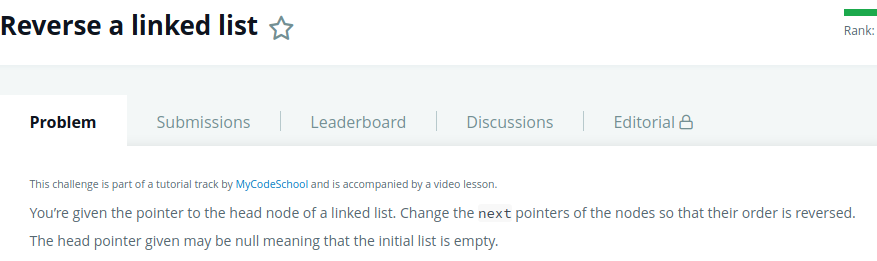 Reverse a linked list
Rank:
Problem Submissions Leaderboard Discussions Editorial
This challenge is part of a tutorial track by MyCodeSchool and is accompanied by a video lesson.
You’re given the pointer to the head node of a linked list. Change the next pointers of the nodes so that their order is reversed.
The head pointer given may be null meaning that the initial list is empty.